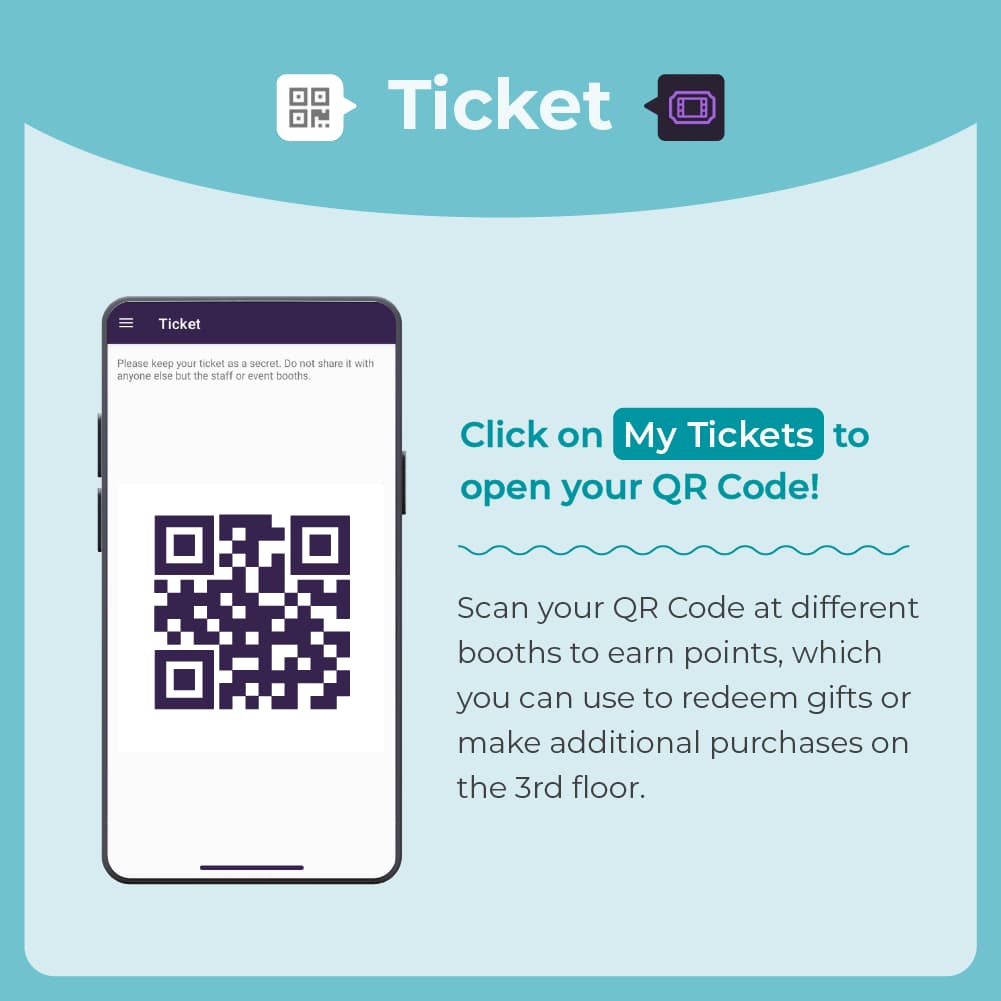 Ticket
Ticket
Please keep your ticket as a secret. Do not share it with
anyone else but the staff or event booths.
Click on My Tickets to
open your QR Code!
Scan your QR Code at different
booths to earn points, which
you can use to redeem gifts or
make additional purchases on
the 3rd floor.